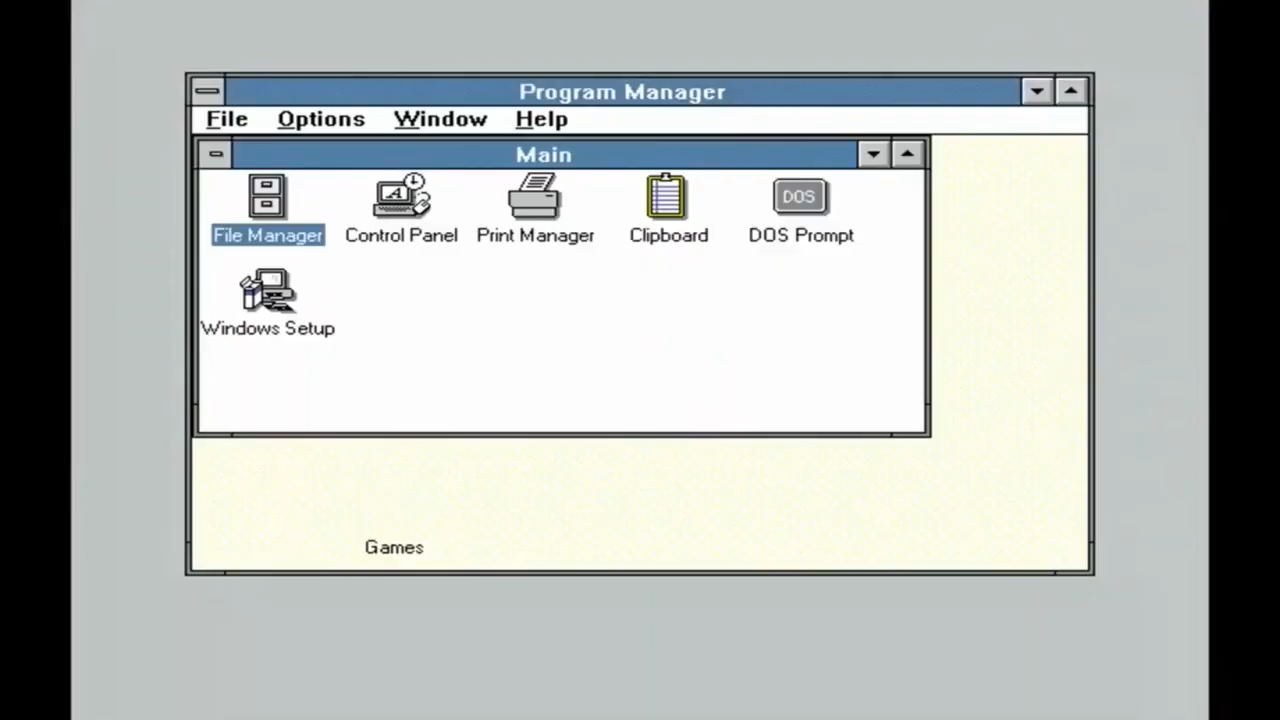 Program Manager
File Options Window Help
Main
DOS
File Manager Control Panel Print Manager Clipboard DOS Prompt
Windows Setup
Games